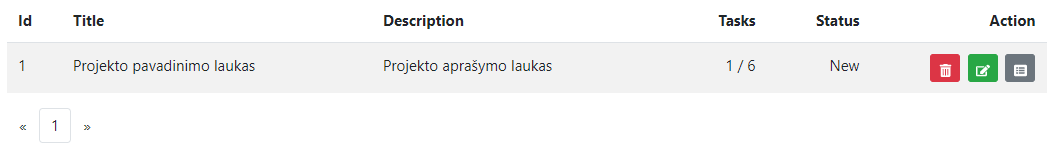 Id Title Description Tasks Status Action
1 Projekto pavadinimo laukas Projekto aprašymo laukas 1 / 6 New
« 1 »